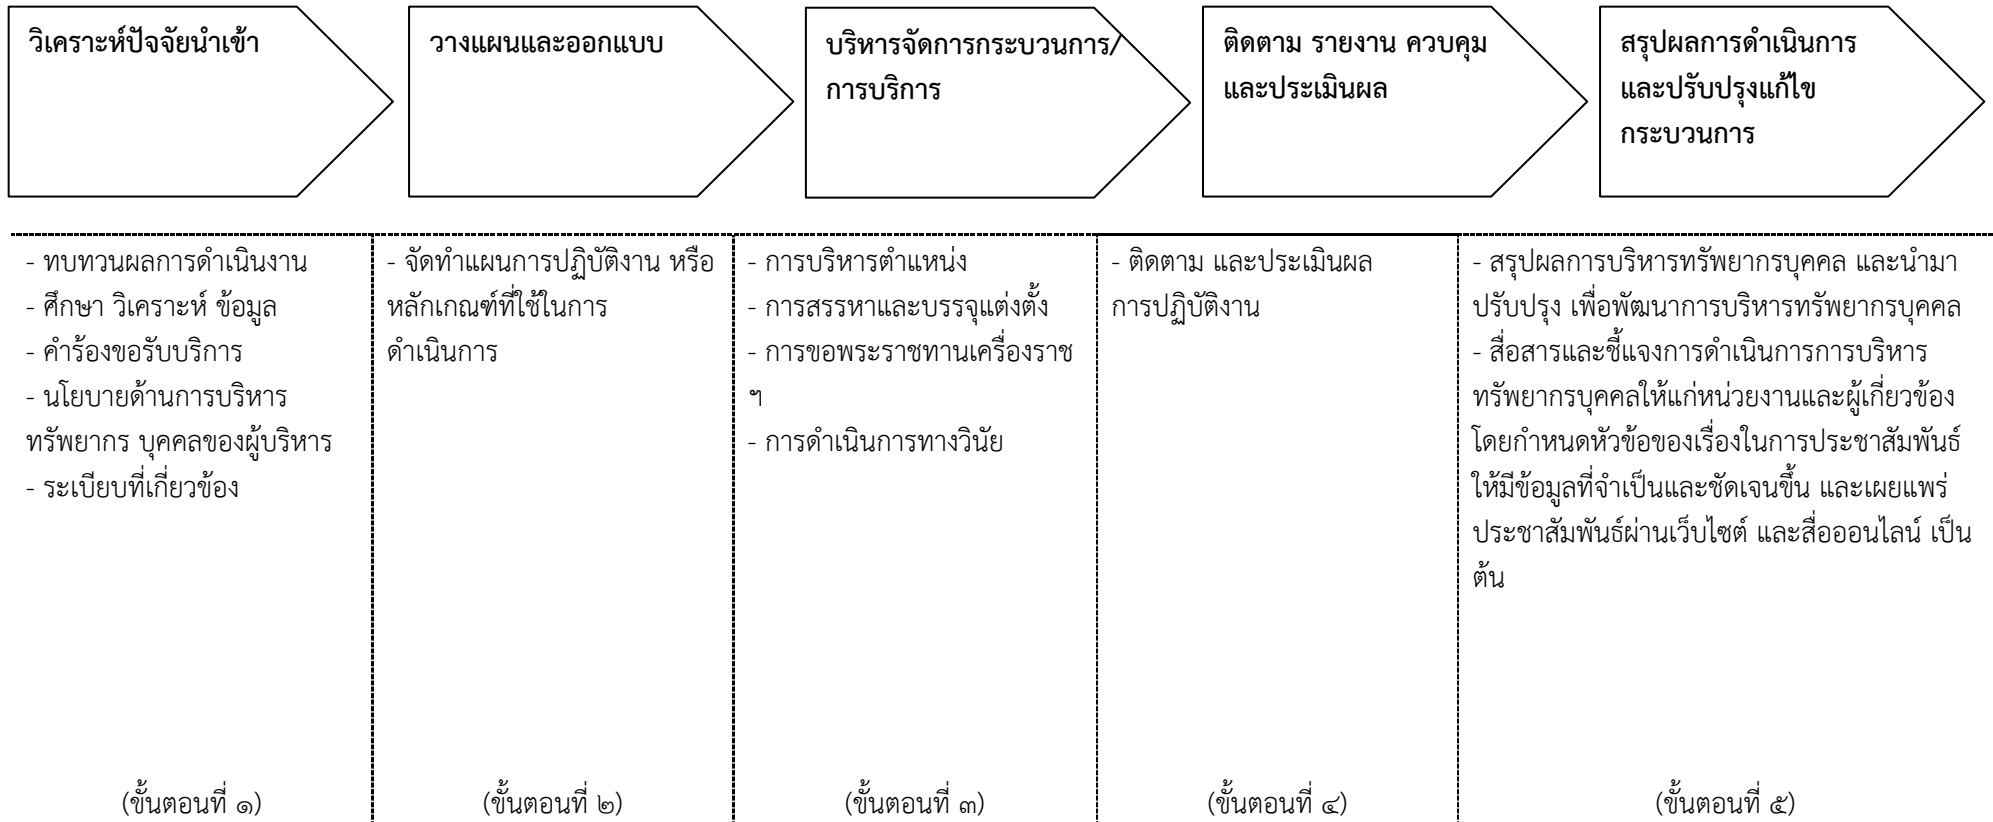 วิเคราะห์ปัจจัยนำเข้า
วางแผนและออกแบบ
บริหารจัดการกระบวนการ/
การบริการ
ติดตาม รายงาน ควบคุม
และประเมินผล
สรุปผลการดำเนินการ
และปรับปรุงแก้ไข
กระบวนการ
- ทบทวนผลการดำเนินงาน
- ศึกษา วิเคราะห์ ข้อมูล
- คำร้องขอรับบริการ
- นโยบายด้านการบริหาร
ทรัพยากร บุคคลของผู้บริหาร
- ระเบียบที่เกี่ยวข้อง
(ขั้นตอนที่ ๑)
- จัดทำแผนการปฏิบัติงาน หรือ
หลักเกณฑ์ที่ใช้ในการ
ดำเนินการ
(ขั้นตอนที่ ๒)
- การบริหารตำแหน่ง
- การสรรหาและบรรจุแต่งตั้ง
- การขอพระราชทานเครื่องราช
ฯ
- การดำเนินการทางวินัย
(ขั้นตอนที่ ๓)
- ติดตาม และประเมินผล
การปฏิบัติงาน
(ขั้นตอนที่ ๔)
- สรุปผลการบริหารทรัพยากรบุคคล และนำมา
ปรับปรุง เพื่อพัฒนาการบริหารทรัพยากรบุคคล
- สื่อสารและชี้แจงการดำเนินการการบริหาร
ทรัพยากรบุคคลให้แก่หน่วยงานและผู้เกี่ยวข้อง
โดยกำหนดหัวข้อของเรื่องในการประชาสัมพันธ์
ให้มีข้อมูลที่จำเป็นและชัดเจนขึ้น และเผยแพร่
ประชาสัมพันธ์ผ่านเว็บไซต์ และสื่อออนไลน์ เป็น
ต้น
(ขั้นตอนที่ ๕)